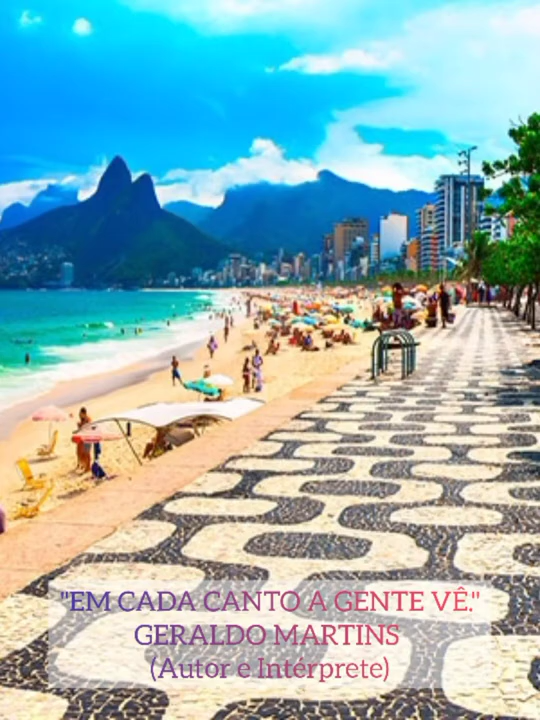 "EM CADA CANTO A GENTE VÊ."
GERALDO MARTINS
(Autor e Intérprete)